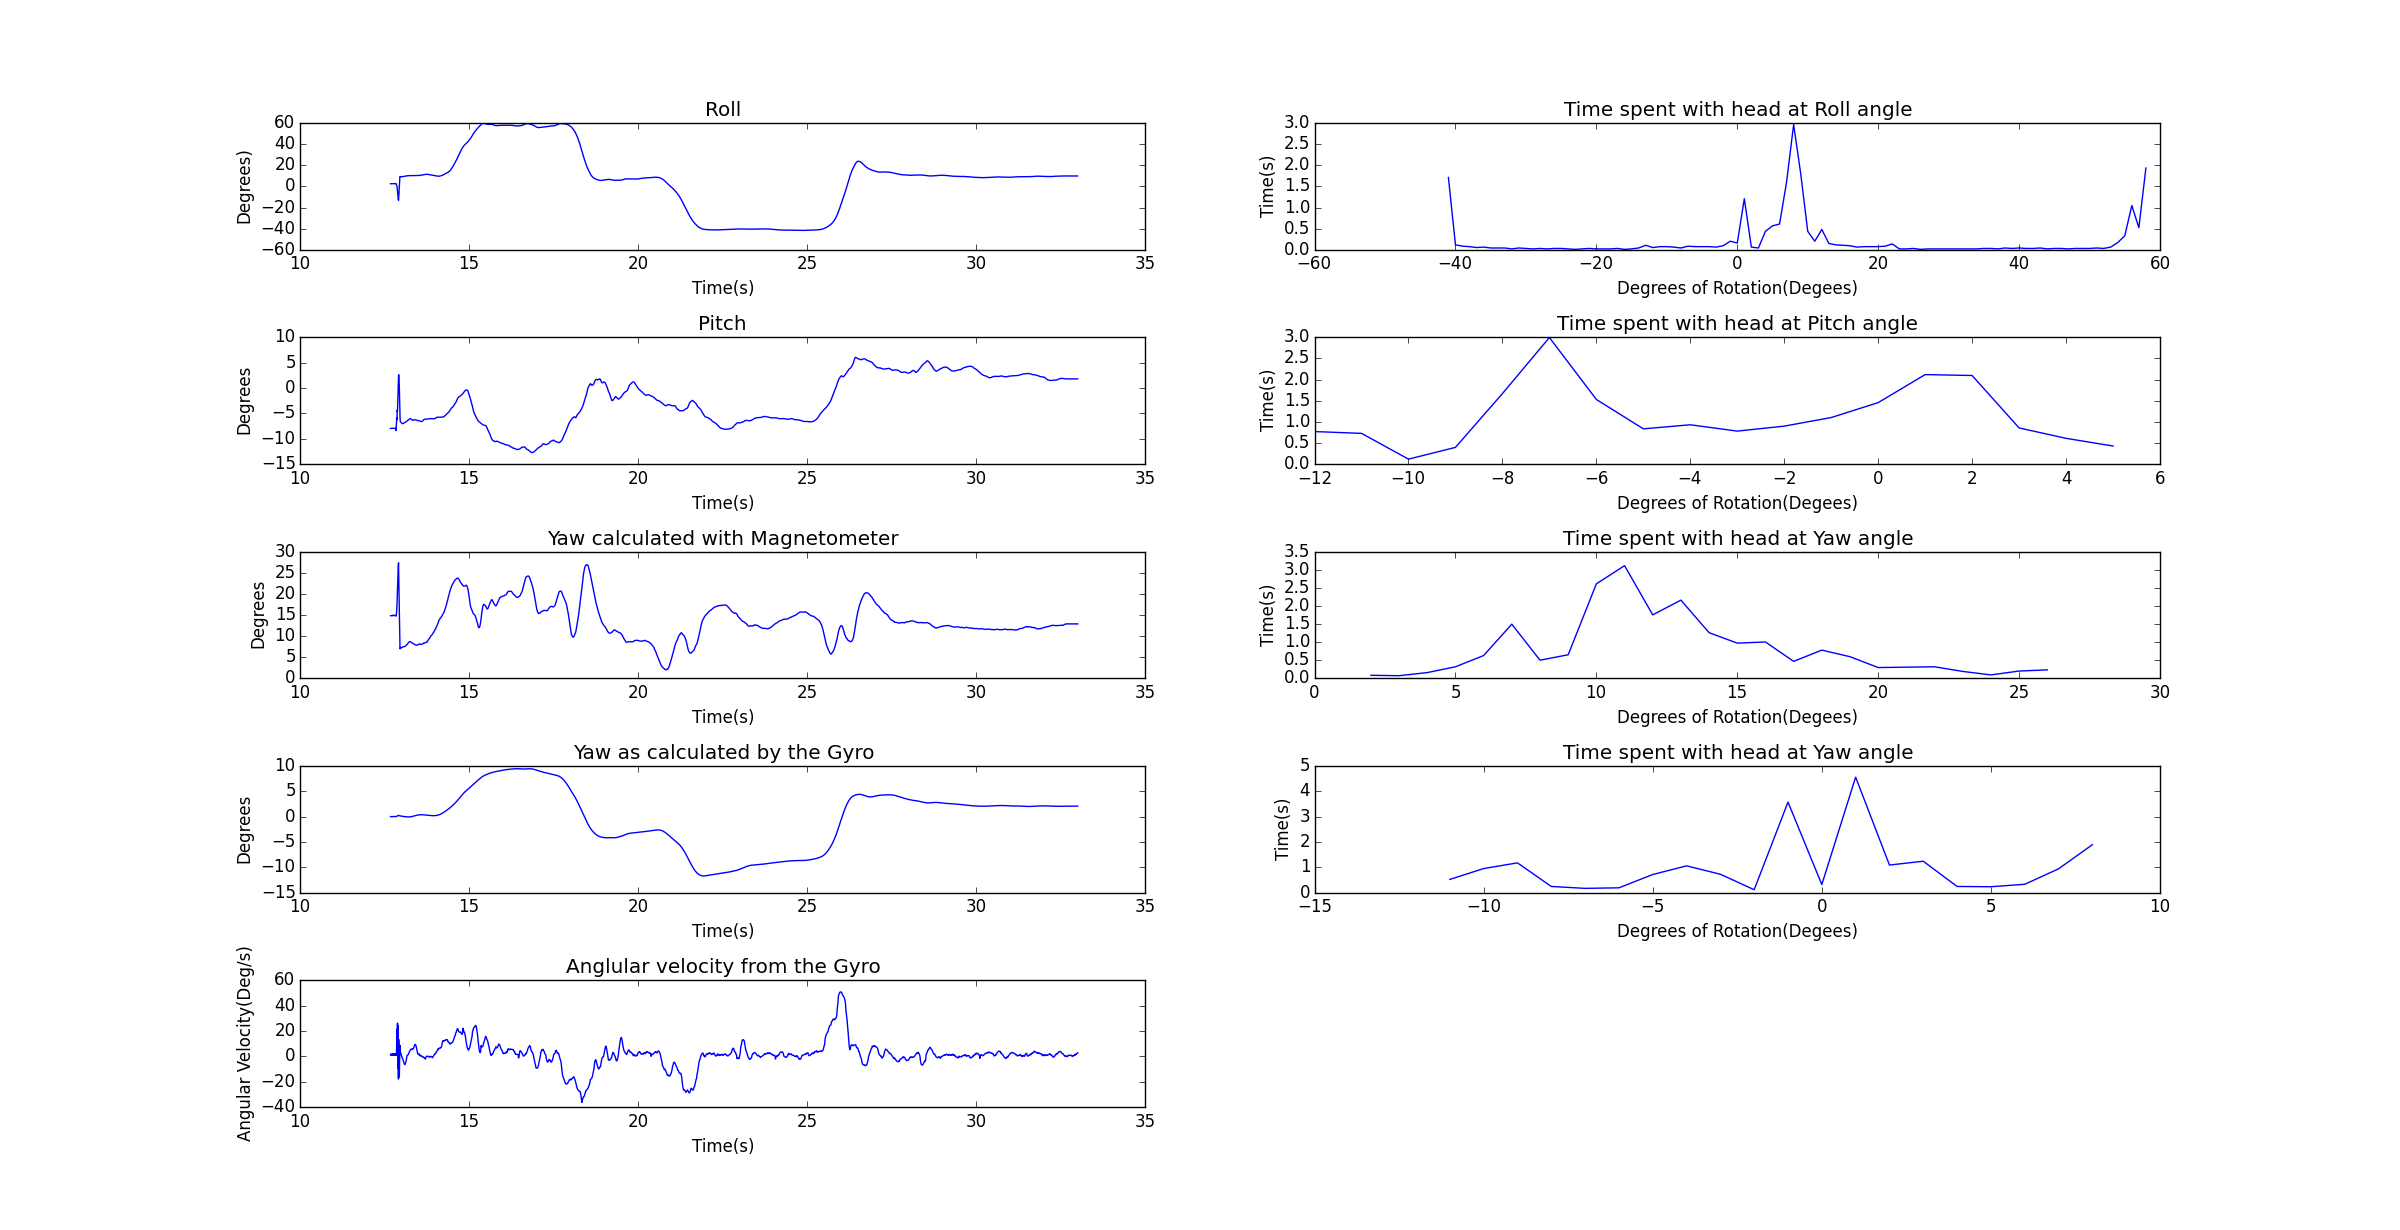 Roll
Degrees)
60
40
20
0
−20
−40
−60
10 15 20 25 30 35
Time(s)
Time spent with head at Roll angle
Time(s)
3.0
2.5
2.0
1.5
1.0
0.5
0.0
−60 −40 −20 0 20 40 60
Degrees of Rotation(Degees)
Pitch
Degrees
10
5
0
−5
−10
−15
10 15 20 25 30 35
Time(s)
Time spent with head at Pitch angle
Time(s)
3.0
2.5
2.0
1.5
1.0
0.5
0.0
−12 −10 −8 −6 −4 −2 0 2 4 6
Degrees of Rotation(Degees)
Yaw calculated with Magnetometer
Degrees
30
25
20
15
10
5
0
10 15 20 25 30 35
Time(s)
Time spent with head at Yaw angle
Time(s)
3.5
3.0
2.5
2.0
1.5
1.0
0.5
0.0
0 5 10 15 20 25 30
Degrees of Rotation(Degees)
Yaw as calculated by the Gyro
Degrees
10
5
0
−5
−10
−15
10 15 20 25 30 35
Time(s)
Time spent with head at Yaw angle
Time(s)
5
4
3
2
1
0
−15 −10 −5 0 5 10
Degrees of Rotation(Degees)
Anglular velocity from the Gyro
Angular Velocity(Deg/s)
60
40
20
0
−20
−40
10 15 20 25 30 35
Time(s)